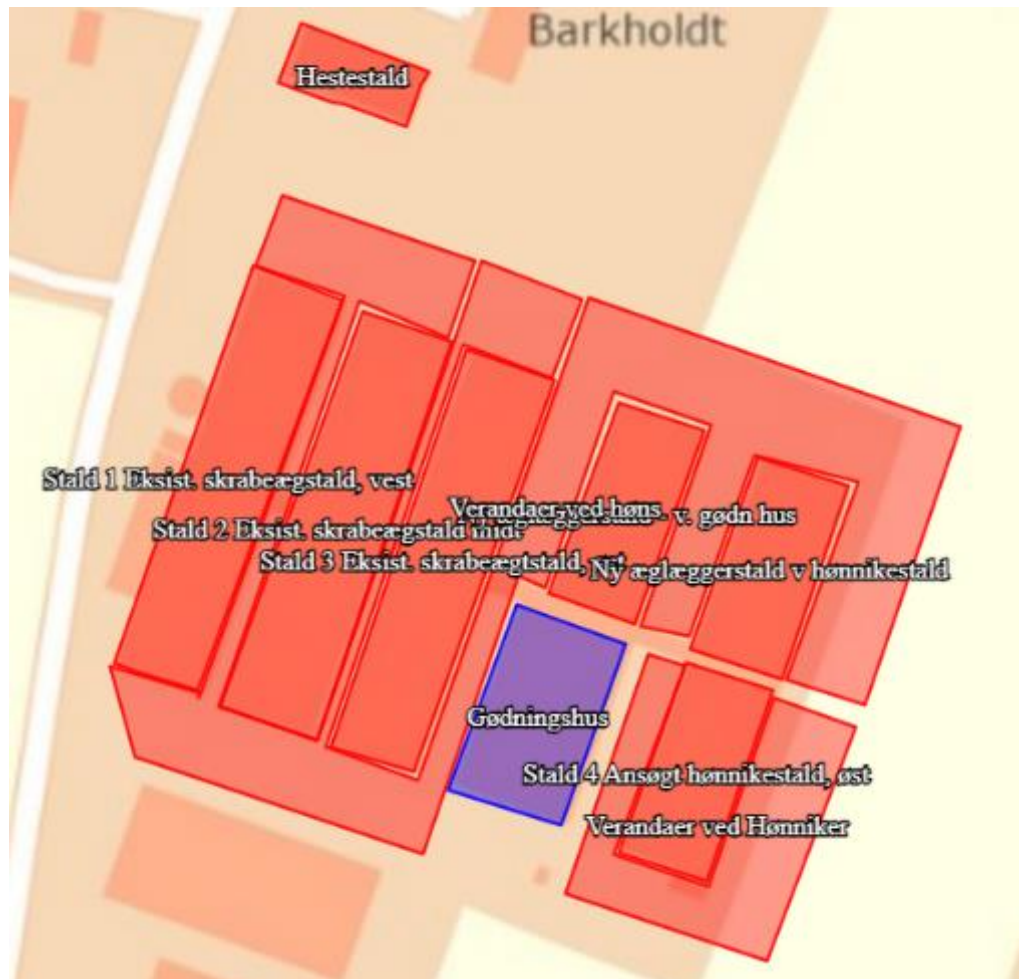 Barkholdt
Hestestald
Stald 1 Eksist. skrabeægstald, vest
Verandaer ved høns
v. gødn hus
Stald 2 Eksist. skrabeægstald midt
Stald 3 Eksist. skrabeægtstald,
Ny æglæggerstald v hønnikestald
Gødningshus
Stald 4 Ansøgt hønnikestald, øst
Verandaer ved Hønniker